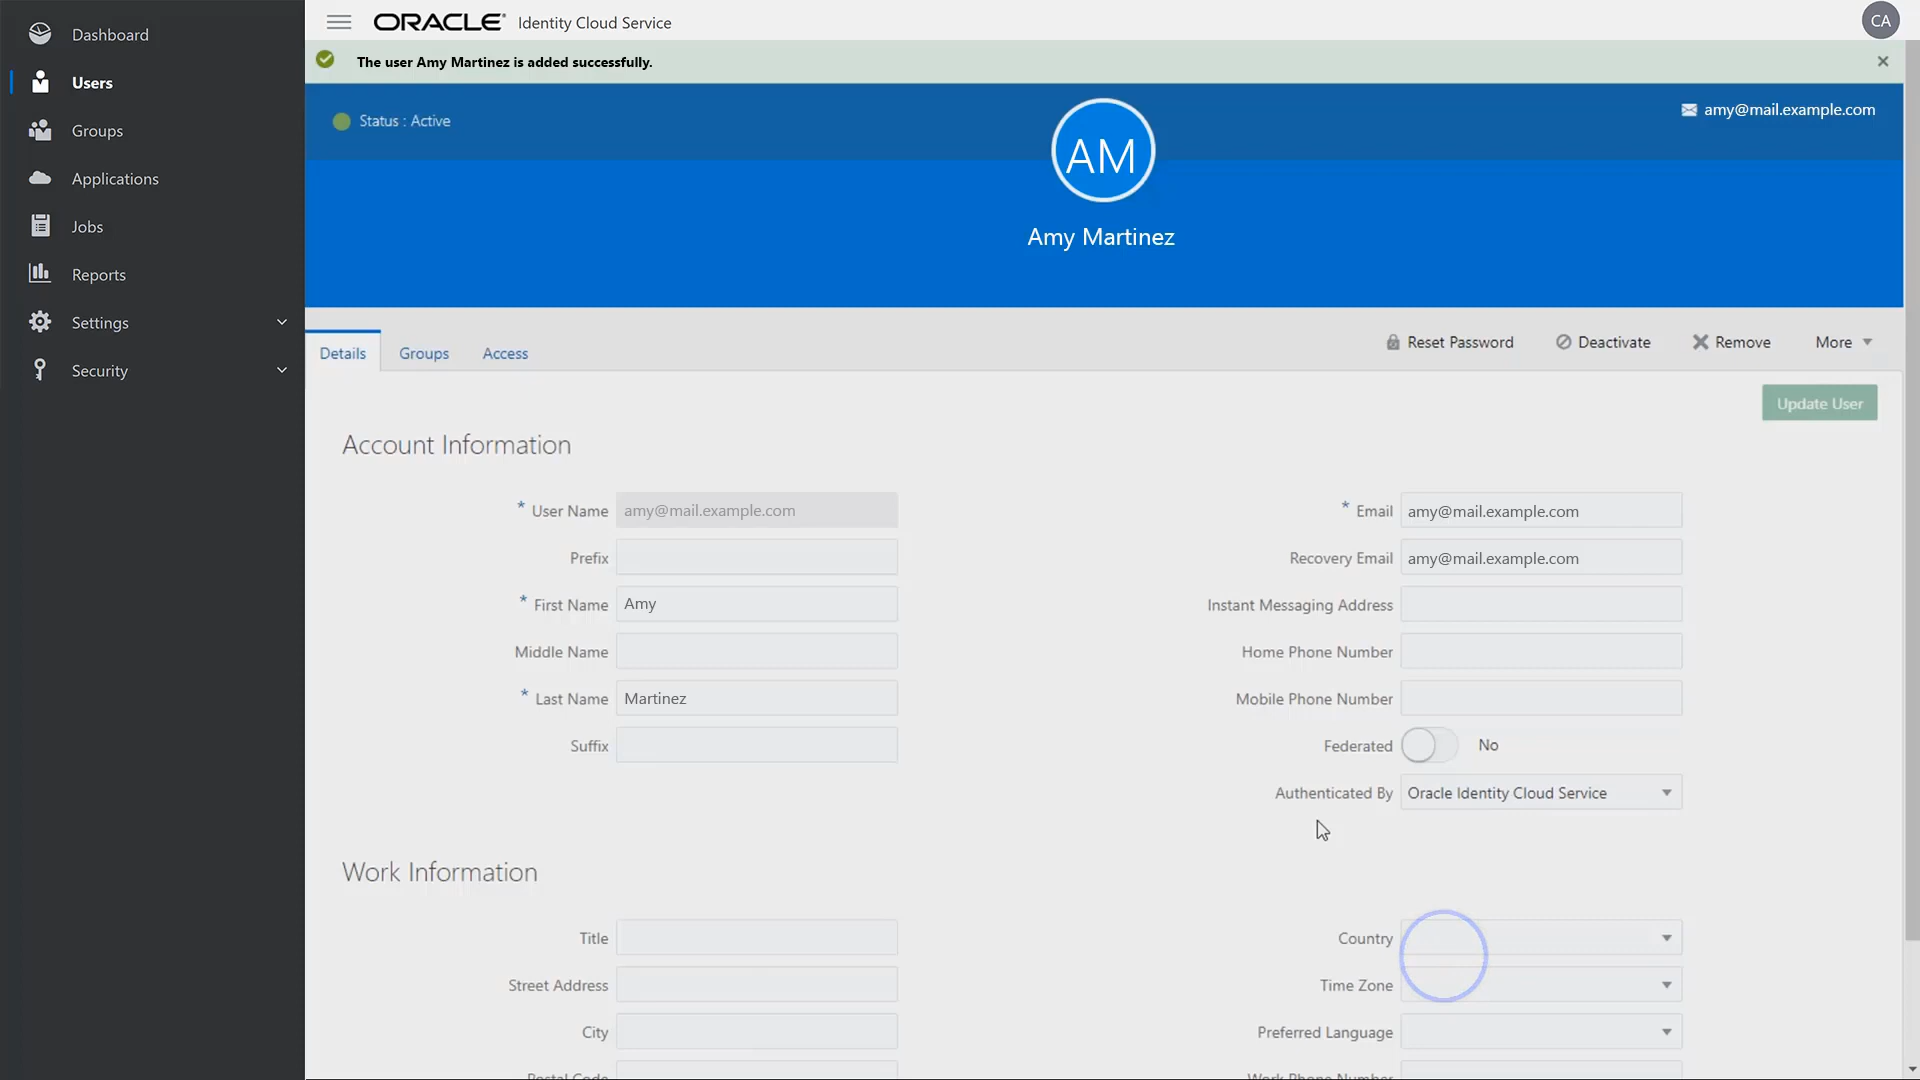 Dashboard
Users
Groups
Applications
Jobs
Reports
Settings
Security
ORACLE® Identity Cloud Service
CA
The user Amy Martinez is added successfully.
Status : Active
amy@mail.example.com
AM
Amy Martinez
Details
Groups
Access
Reset Password
Deactivate
Remove
More
Update User
Account Information
* User Name amy@mail.example.com
Prefix
* First Name Amy
Middle Name
* Last Name Martinez
Suffix
* Email amy@mail.example.com
Recovery Email amy@mail.example.com
Instant Messaging Address
Home Phone Number
Mobile Phone Number
Federated No
Authenticated By Oracle Identity Cloud Service
Work Information
Title
Street Address
City
Postal Code
Country
Time Zone
Preferred Language
Work Phone Number